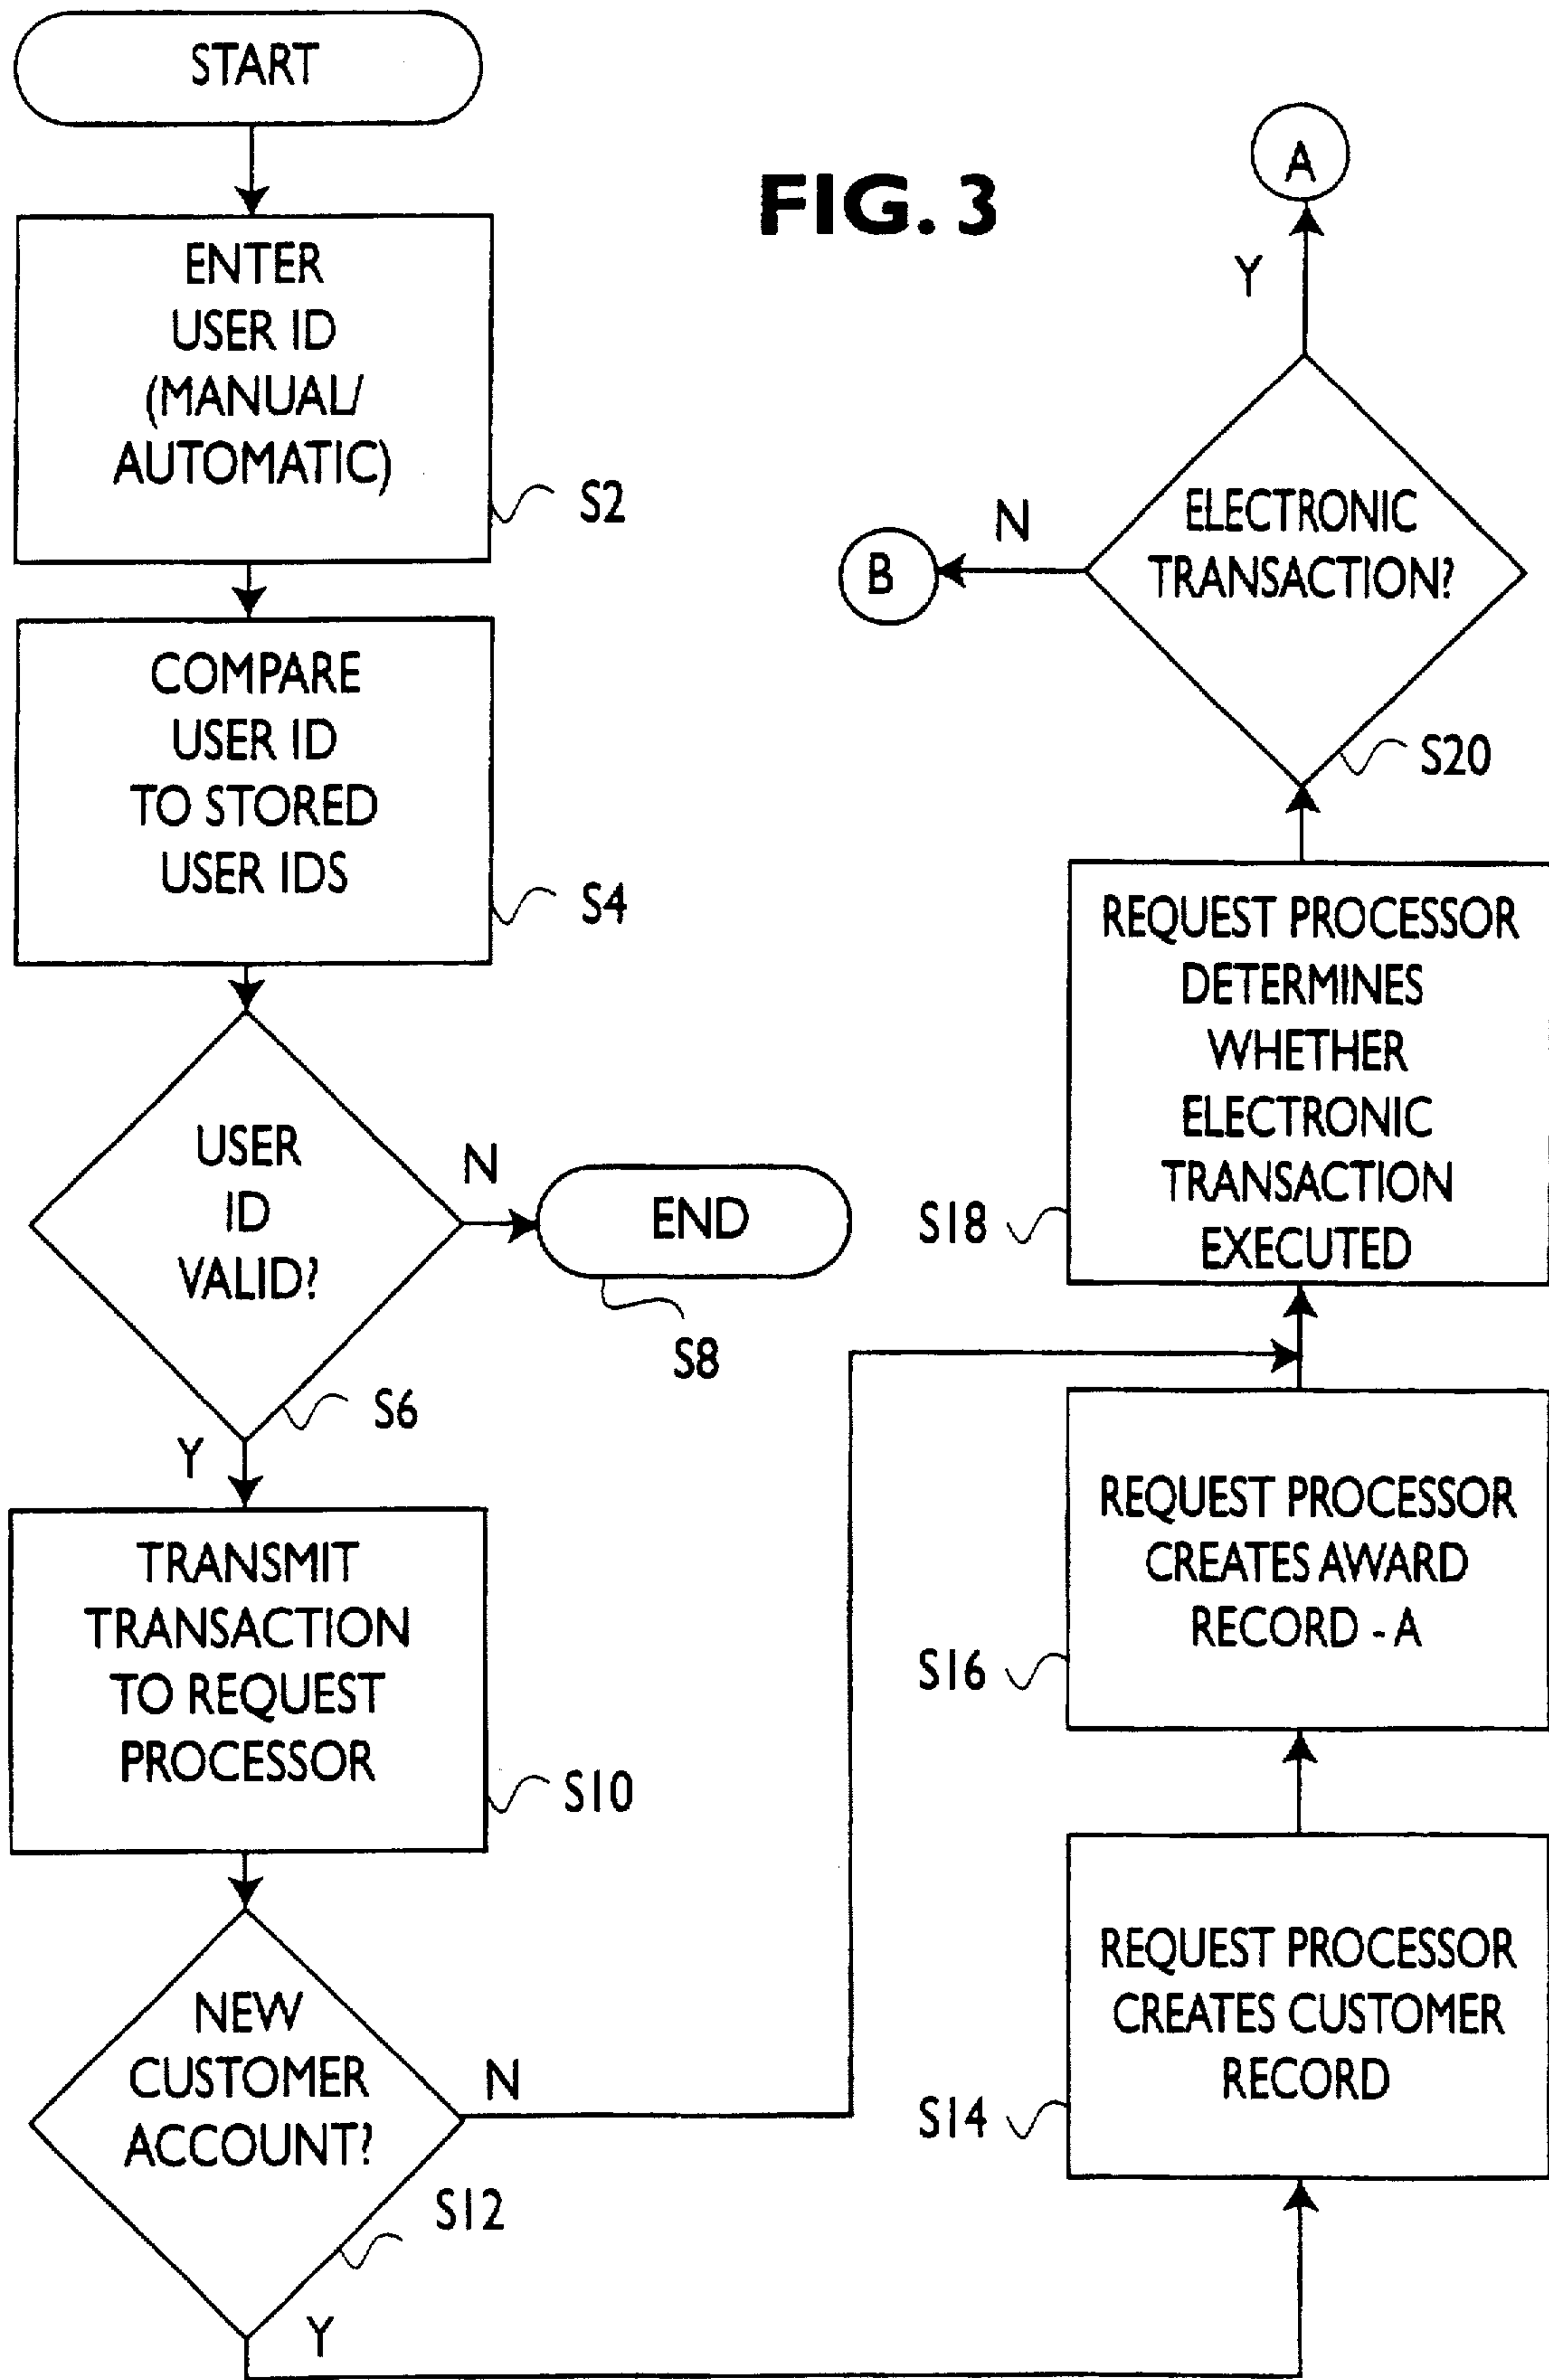 START
FIG. 3
ENTER
USER ID
(MANUAL/
AUTOMATIC)
S2
COMPARE
USER ID
TO STORED
USER IDS
S4
USER
ID
VALID?
N
END
S8
S6
Y
TRANSMIT
TRANSACTION
TO REQUEST
PROCESSOR
S10
NEW
CUSTOMER
ACCOUNT?
N
S12
Y
REQUEST PROCESSOR
CREATES CUSTOMER
RECORD
S14
REQUEST PROCESSOR
CREATES AWARD
RECORD - A
S16
REQUEST PROCESSOR
DETERMINES
WHETHER
ELECTRONIC
TRANSACTION
EXECUTED
S18
ELECTRONIC
TRANSACTION?
S20
N
B
Y
A